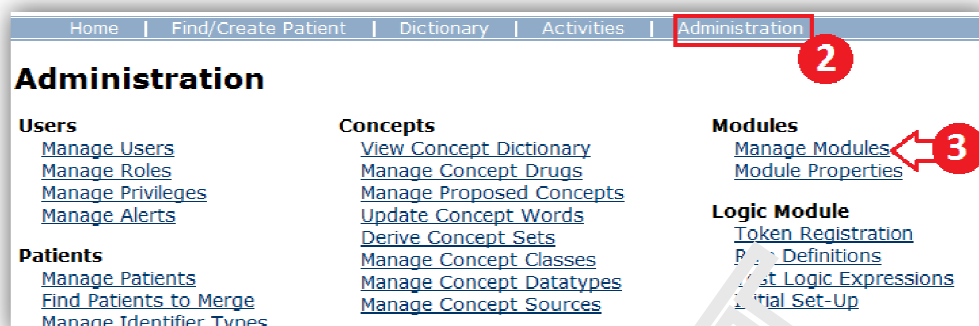 Home | Find/Create Patient | Dictionary | Activities | Administration
2
Administration
Users
Manage Users
Manage Roles
Manage Privileges
Manage Alerts
Patients
Manage Patients
Find Patients to Merge
Manage Identifier Types
Concepts
View Concept Dictionary
Manage Concept Drugs
Manage Proposed Concepts
Update Concept Words
Derive Concept Sets
Manage Concept Classes
Manage Concept Datatypes
Manage Concept Sources
Modules
Manage Modules
3
Module Properties
Logic Module
Token Registration
Definitions
Logic Expressions
Set-Up